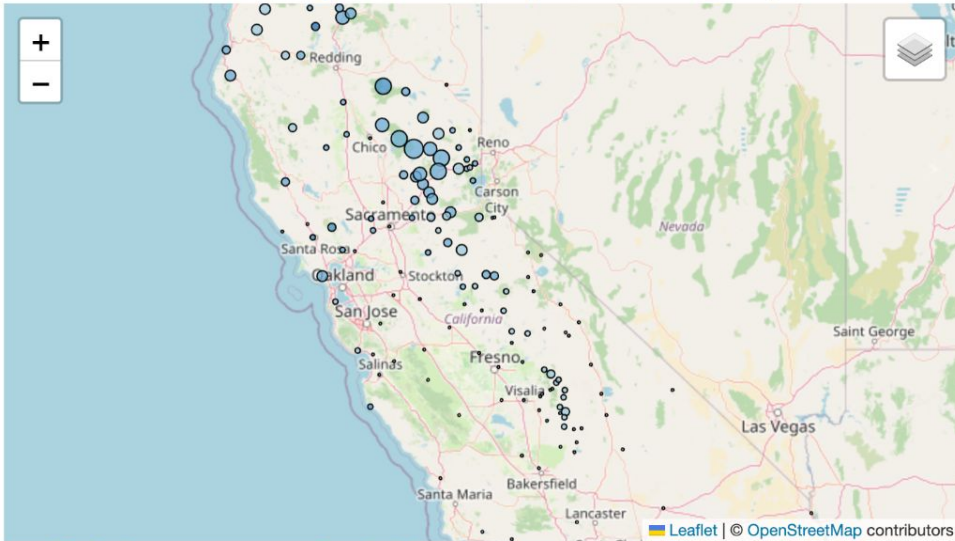 +
−
Redding
Reno
Chico
Carson
City
Sacramento
Nevada
Santa Rosa
Oakland
Stockton
San Jose
California
Saint George
Fresno
Salinas
Visalia
Las Vegas
Bakersfield
Santa Maria
Lancaster
Leaflet | © OpenStreetMap contributors